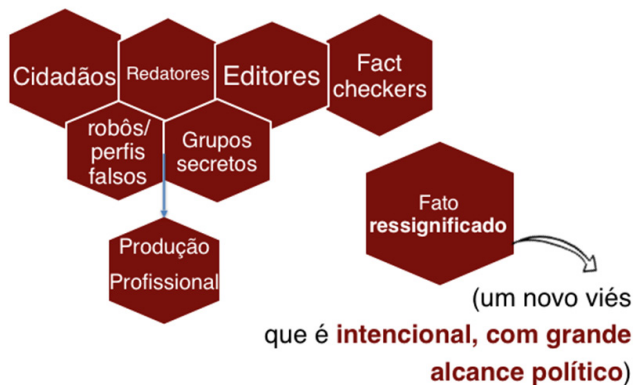 Cidadãos
Redatores
Editores
Fact
checkers
robôs/
perfis
falsos
Grupos
secretos
Produção
Profissional
Fato
ressignificado
(um novo viés
que é intencional, com grande
alcance político)